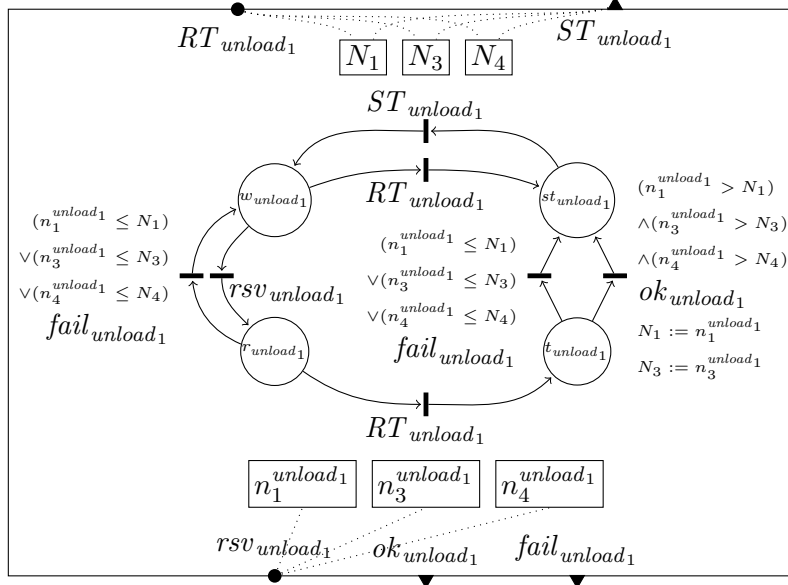 RT_{unload_1} ST_{unload_1}
N_1 N_3 N_4
ST_{unload_1}
w_{unload_1} st_{unload_1}
RT_{unload_1}
(n_1^{unload_1} ≤ N_1)
∨(n_3^{unload_1} ≤ N_3)
∨(n_4^{unload_1} ≤ N_4)
fail_{unload_1}
rsv_{unload_1}
(n_1^{unload_1} ≤ N_1)
∨(n_3^{unload_1} ≤ N_3)
∨(n_4^{unload_1} ≤ N_4)
fail_{unload_1}
(n_1^{unload_1} > N_1)
∧(n_3^{unload_1} > N_3)
∧(n_4^{unload_1} > N_4)
ok_{unload_1}
N_1 := n_1^{unload_1}
N_3 := n_3^{unload_1}
r_{unload_1} t_{unload_1}
RT_{unload_1}
n_1^{unload_1} n_3^{unload_1} n_4^{unload_1}
rsv_{unload_1} ok_{unload_1} fail_{unload_1}